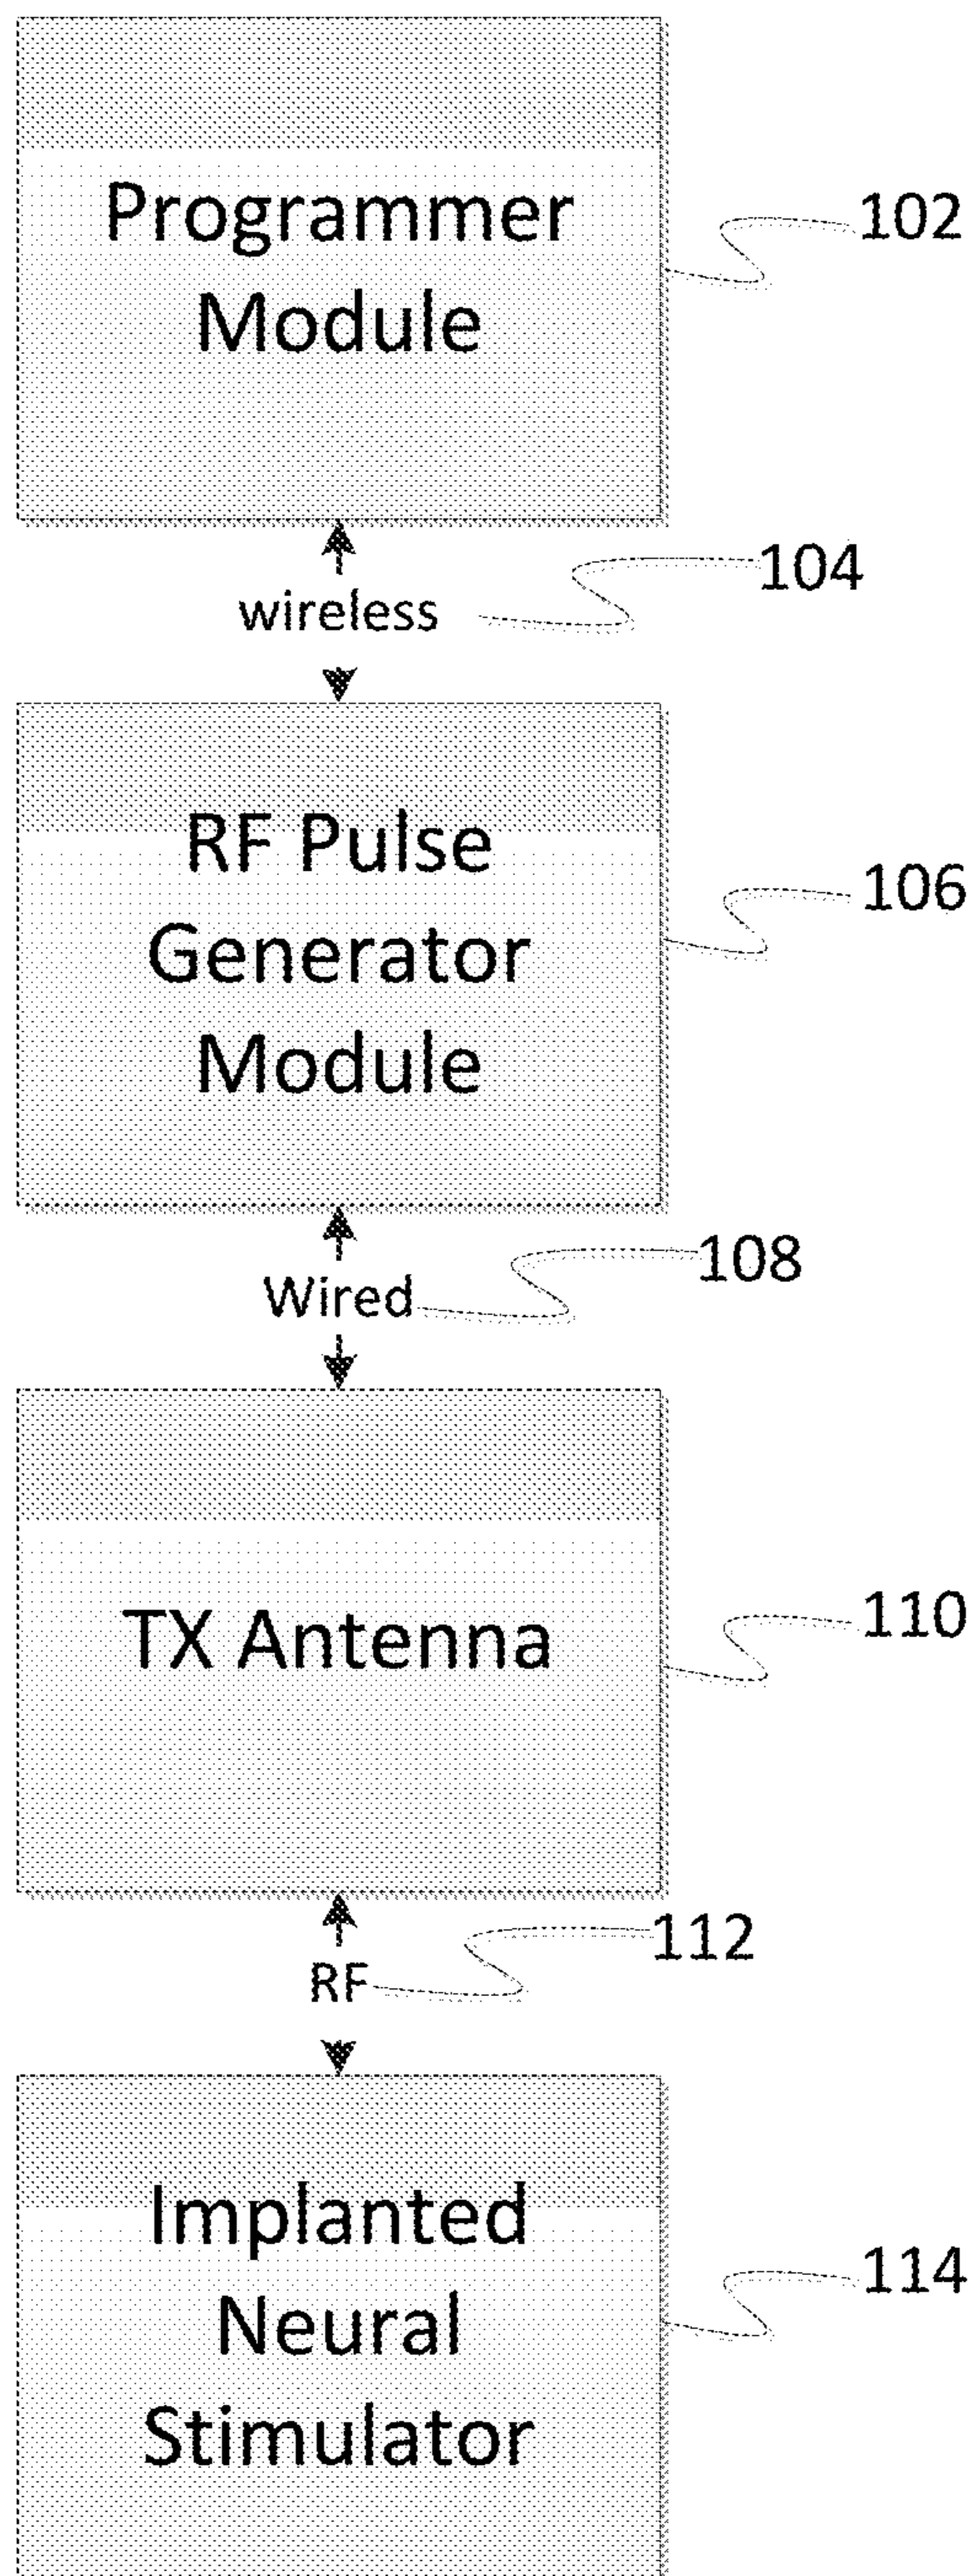 Programmer
Module
102
wireless
104
RF Pulse
Generator
Module
106
Wired
108
TX Antenna
110
RF
112
Implanted
Neural
Stimulator
114